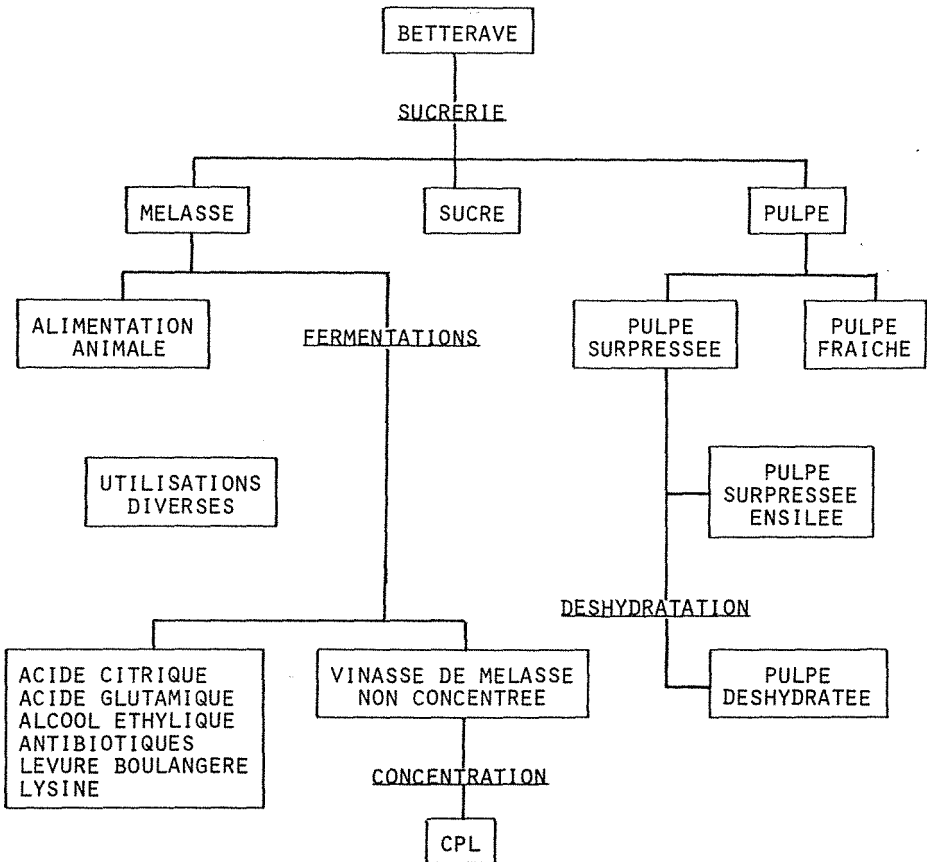 BETTERAVE
SUCRERIE
MELASSE
SUCRE
PULPE
ALIMENTATION
ANIMALE
FERMENTATIONS
PULPE
SURPRESSEE
PULPE
FRAICHE
UTILISATIONS
DIVERSES
PULPE
SURPRESSEE
ENSILEE
DESHYDRATATION
ACIDE CITRIQUE
ACIDE GLUTAMIQUE
ALCOOL ETHYLIQUE
ANTIBIOTIQUES
LEVURE BOULANGERE
LYSINE
VINASSE DE MELASSE
NON CONCENTREE
PULPE
DESHYDRATEE
CONCENTRATION
CPL